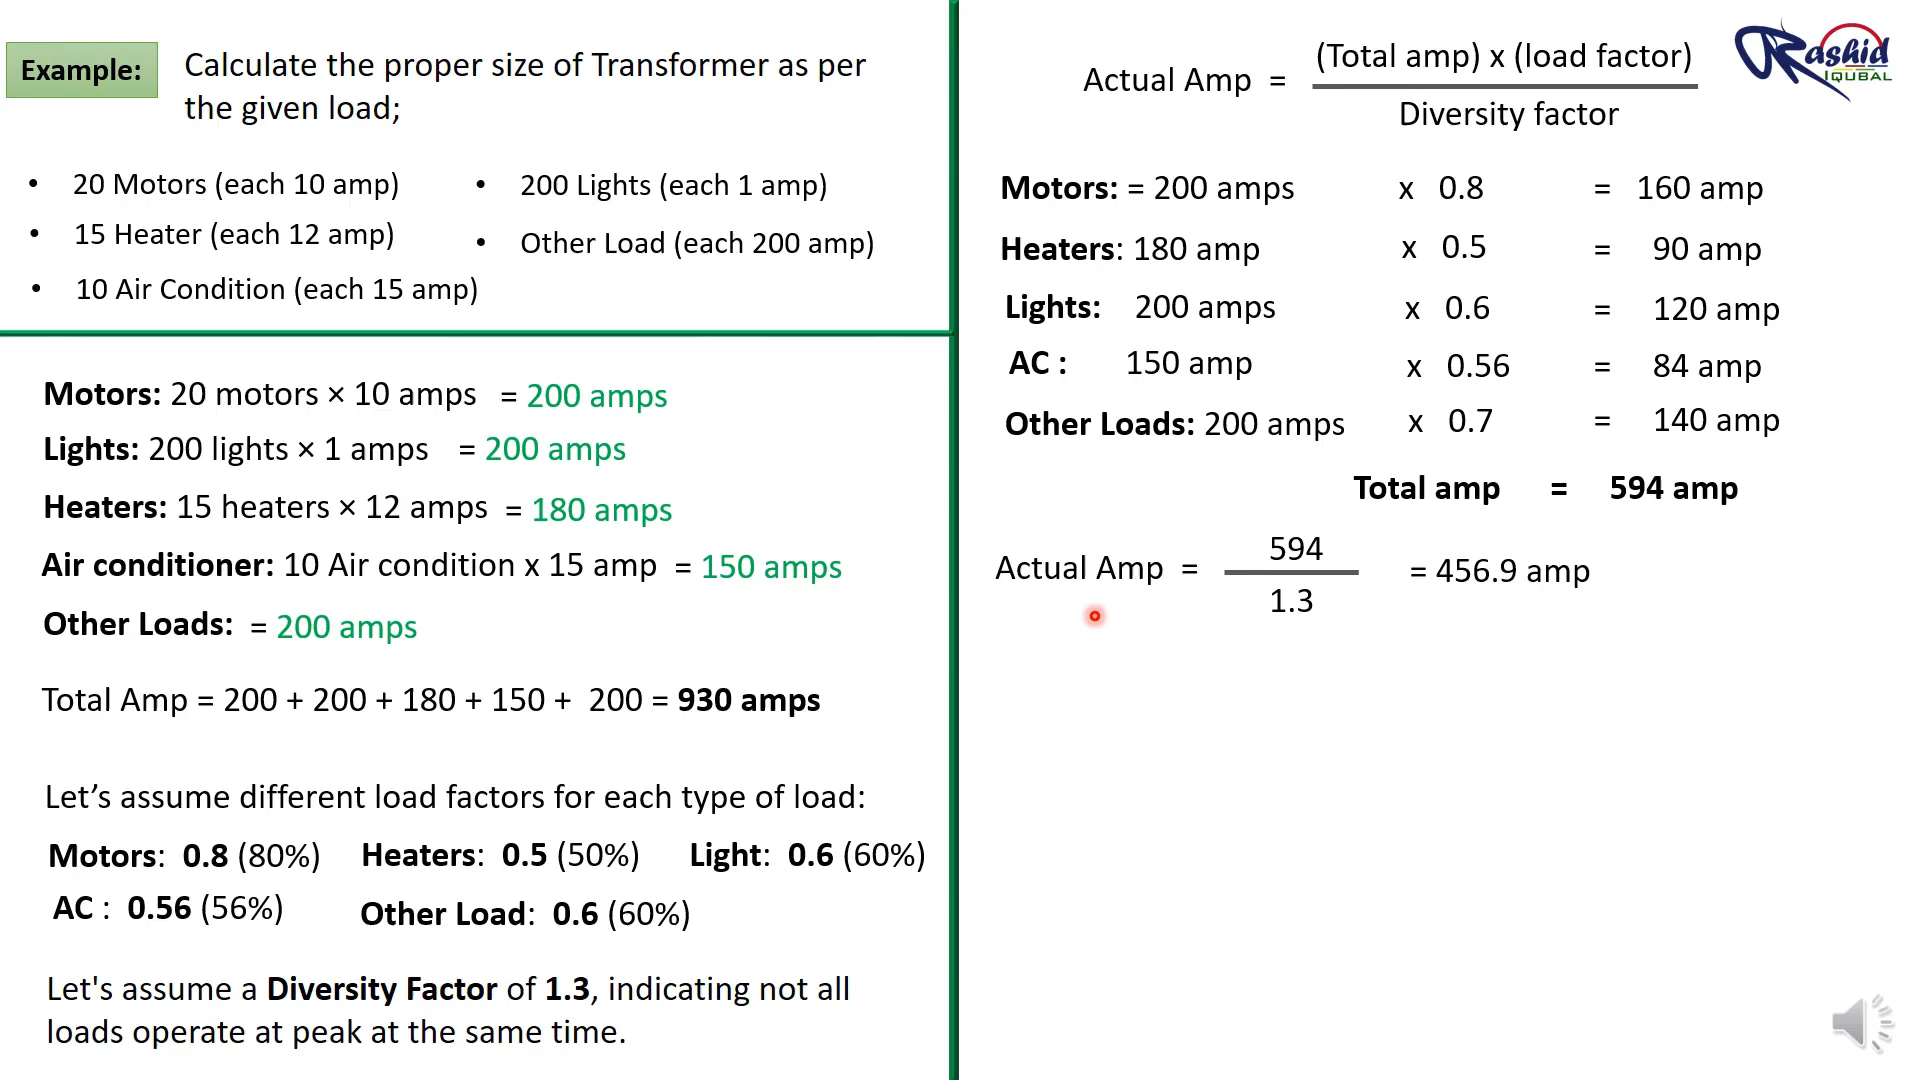 Example:
Calculate the proper size of Transformer as per
the given load;
• 20 Motors (each 10 amp)
• 15 Heater (each 12 amp)
• 10 Air Condition (each 15 amp)
• 200 Lights (each 1 amp)
• Other Load (each 200 amp)
Motors: 20 motors × 10 amps = 200 amps
Lights: 200 lights × 1 amps = 200 amps
Heaters: 15 heaters × 12 amps = 180 amps
Air conditioner: 10 Air condition x 15 amp = 150 amps
Other Loads: = 200 amps
Total Amp = 200 + 200 + 180 + 150 + 200 = 930 amps
Let’s assume different load factors for each type of load:
Motors: 0.8 (80%) Heaters: 0.5 (50%) Light: 0.6 (60%)
AC : 0.56 (56%) Other Load: 0.6 (60%)
Let's assume a Diversity Factor of 1.3, indicating not all
loads operate at peak at the same time.
Rashid
IQUBAL
(Total amp) x (load factor)
Actual Amp =
Diversity factor
Motors: = 200 amps x 0.8 = 160 amp
Heaters: 180 amp x 0.5 = 90 amp
Lights: 200 amps x 0.6 = 120 amp
AC : 150 amp x 0.56 = 84 amp
Other Loads: 200 amps x 0.7 = 140 amp
Total amp = 594 amp
594
Actual Amp = = 456.9 amp
1.3